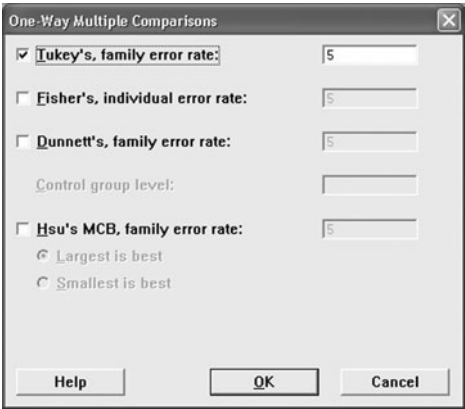 One-Way Multiple Comparisons
Tukey's, family error rate: 5
Fisher's, individual error rate: 5
Dunnett's, family error rate: 5
Control group level:
Hsu's MCB, family error rate: 5
Largest is best
Smallest is best
Help OK Cancel